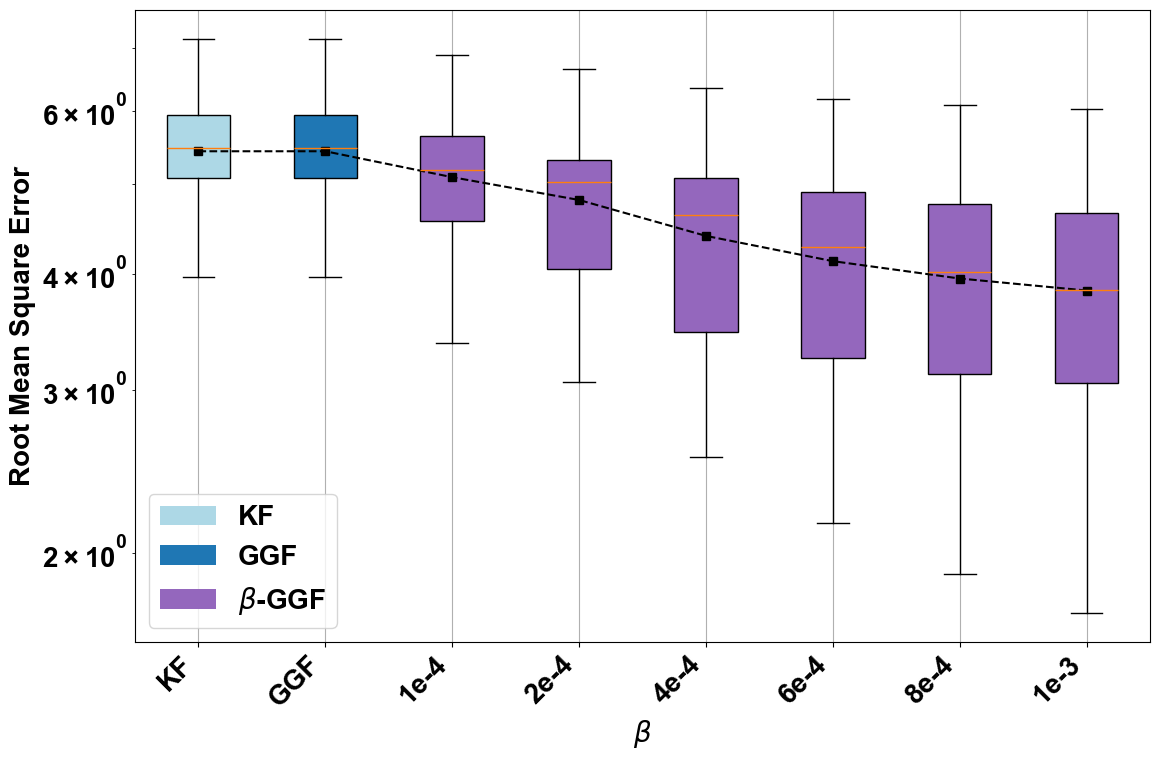 Root Mean Square Error
6 × 10⁰
4 × 10⁰
3 × 10⁰
2 × 10⁰
KF
GGF
β-GGF
KF
GGF
1e-4
2e-4
4e-4
6e-4
8e-4
1e-3
β